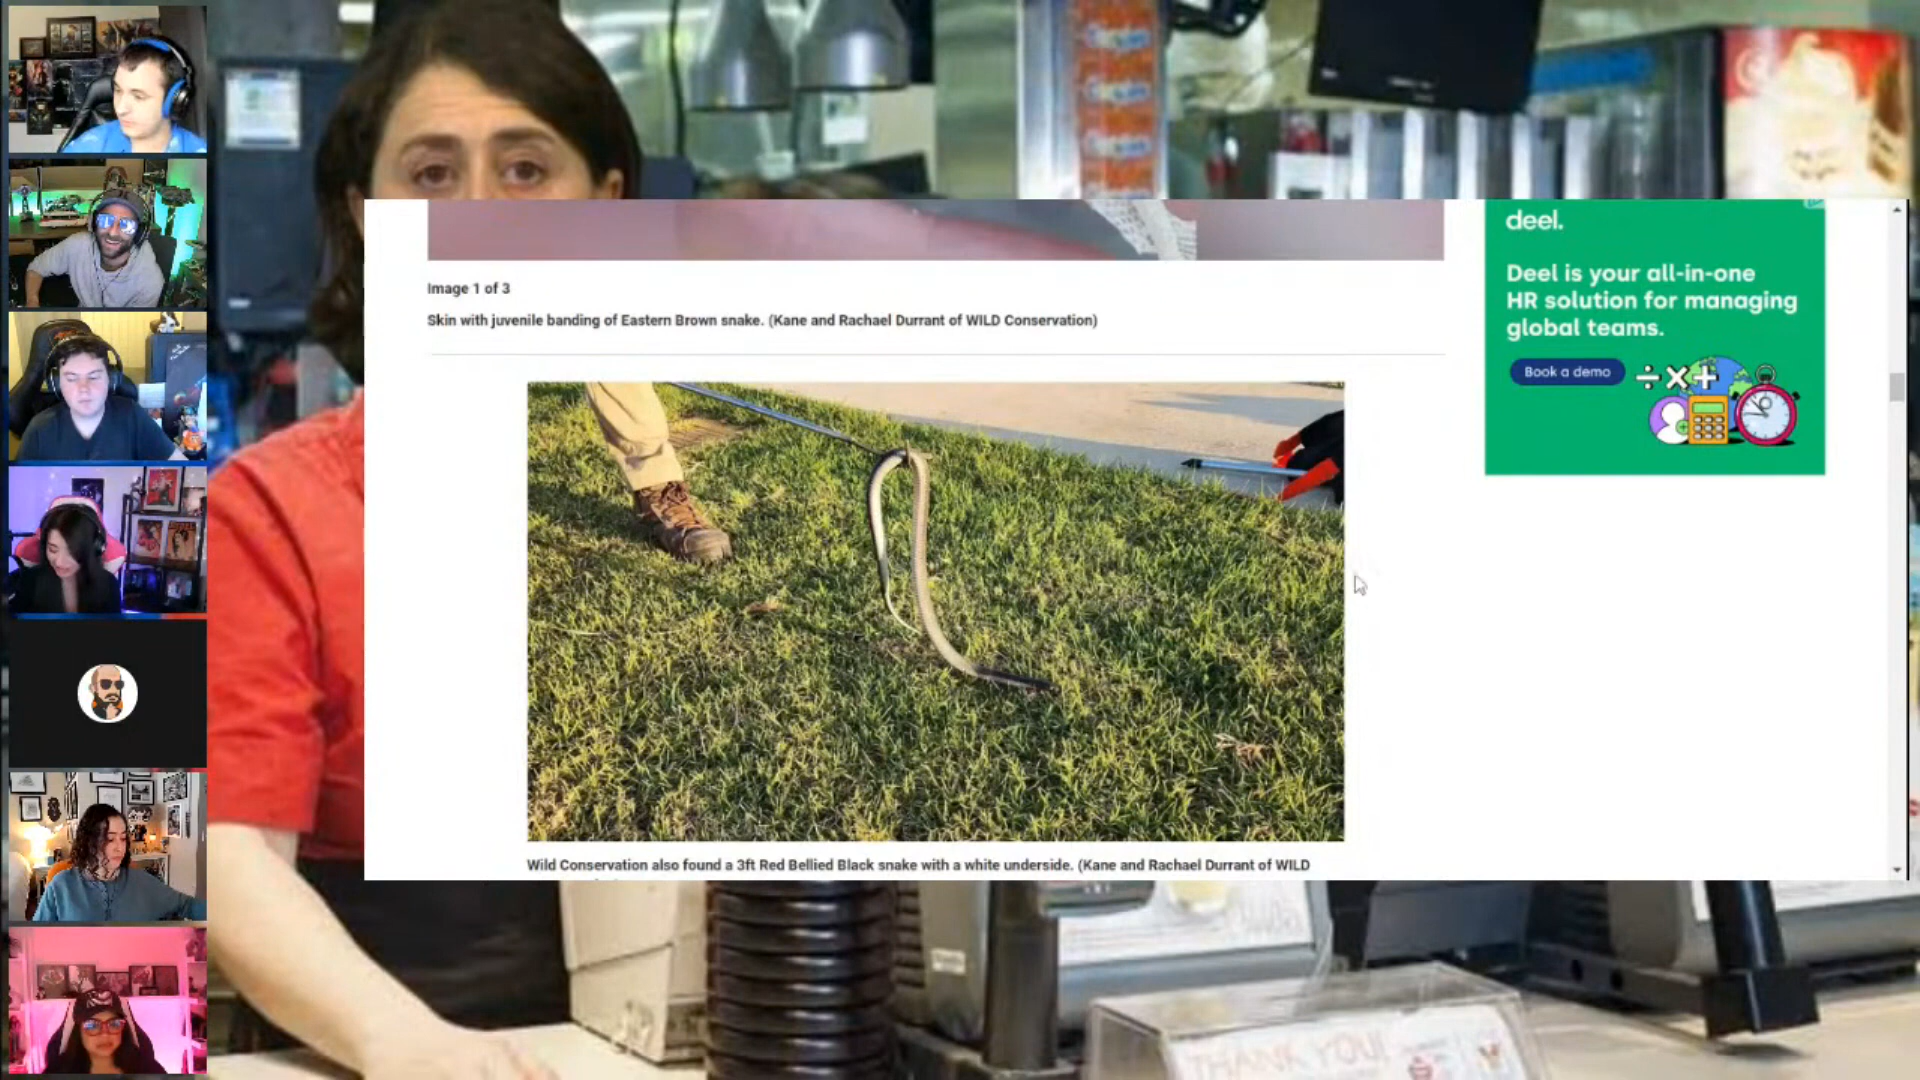 deel.
Deel is your all-in-one
HR solution for managing
global teams.
Book a demo
Image 1 of 3
Skin with juvenile banding of Eastern Brown snake. (Kane and Rachael Durrant of WILD Conservation)
Wild Conservation also found a 3ft Red Bellied Black snake with a white underside. (Kane and Rachael Durrant of WILD
THANK YOU!